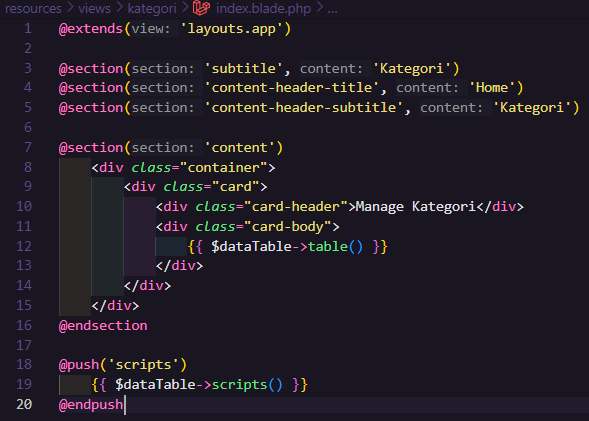 resources > views > kategori > index.blade.php > ...
1 @extends(view: 'layouts.app')
2
3 @section(section: 'subtitle', content: 'Kategori')
4 @section(section: 'content-header-title', content: 'Home')
5 @section(section: 'content-header-subtitle', content: 'Kategori')
6
7 @section(section: 'content')
8     <div class="container">
9         <div class="card">
10             <div class="card-header">Manage Kategori</div>
11             <div class="card-body">
12                 {{ $dataTable->table() }}
13             </div>
14         </div>
15     </div>
16 @endsection
17
18 @push('scripts')
19     {{ $dataTable->scripts() }}
20 @endpush